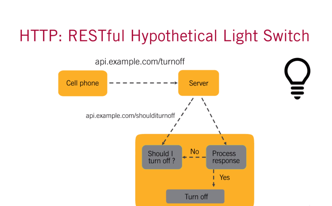 HTTP: RESTful Hypothetical Light Switch
api.example.com/turnoff
Cell phone
Server
api.example.com/shouliturnoff
Should I
turn off ?
No
Process
response
Yes
Turn off